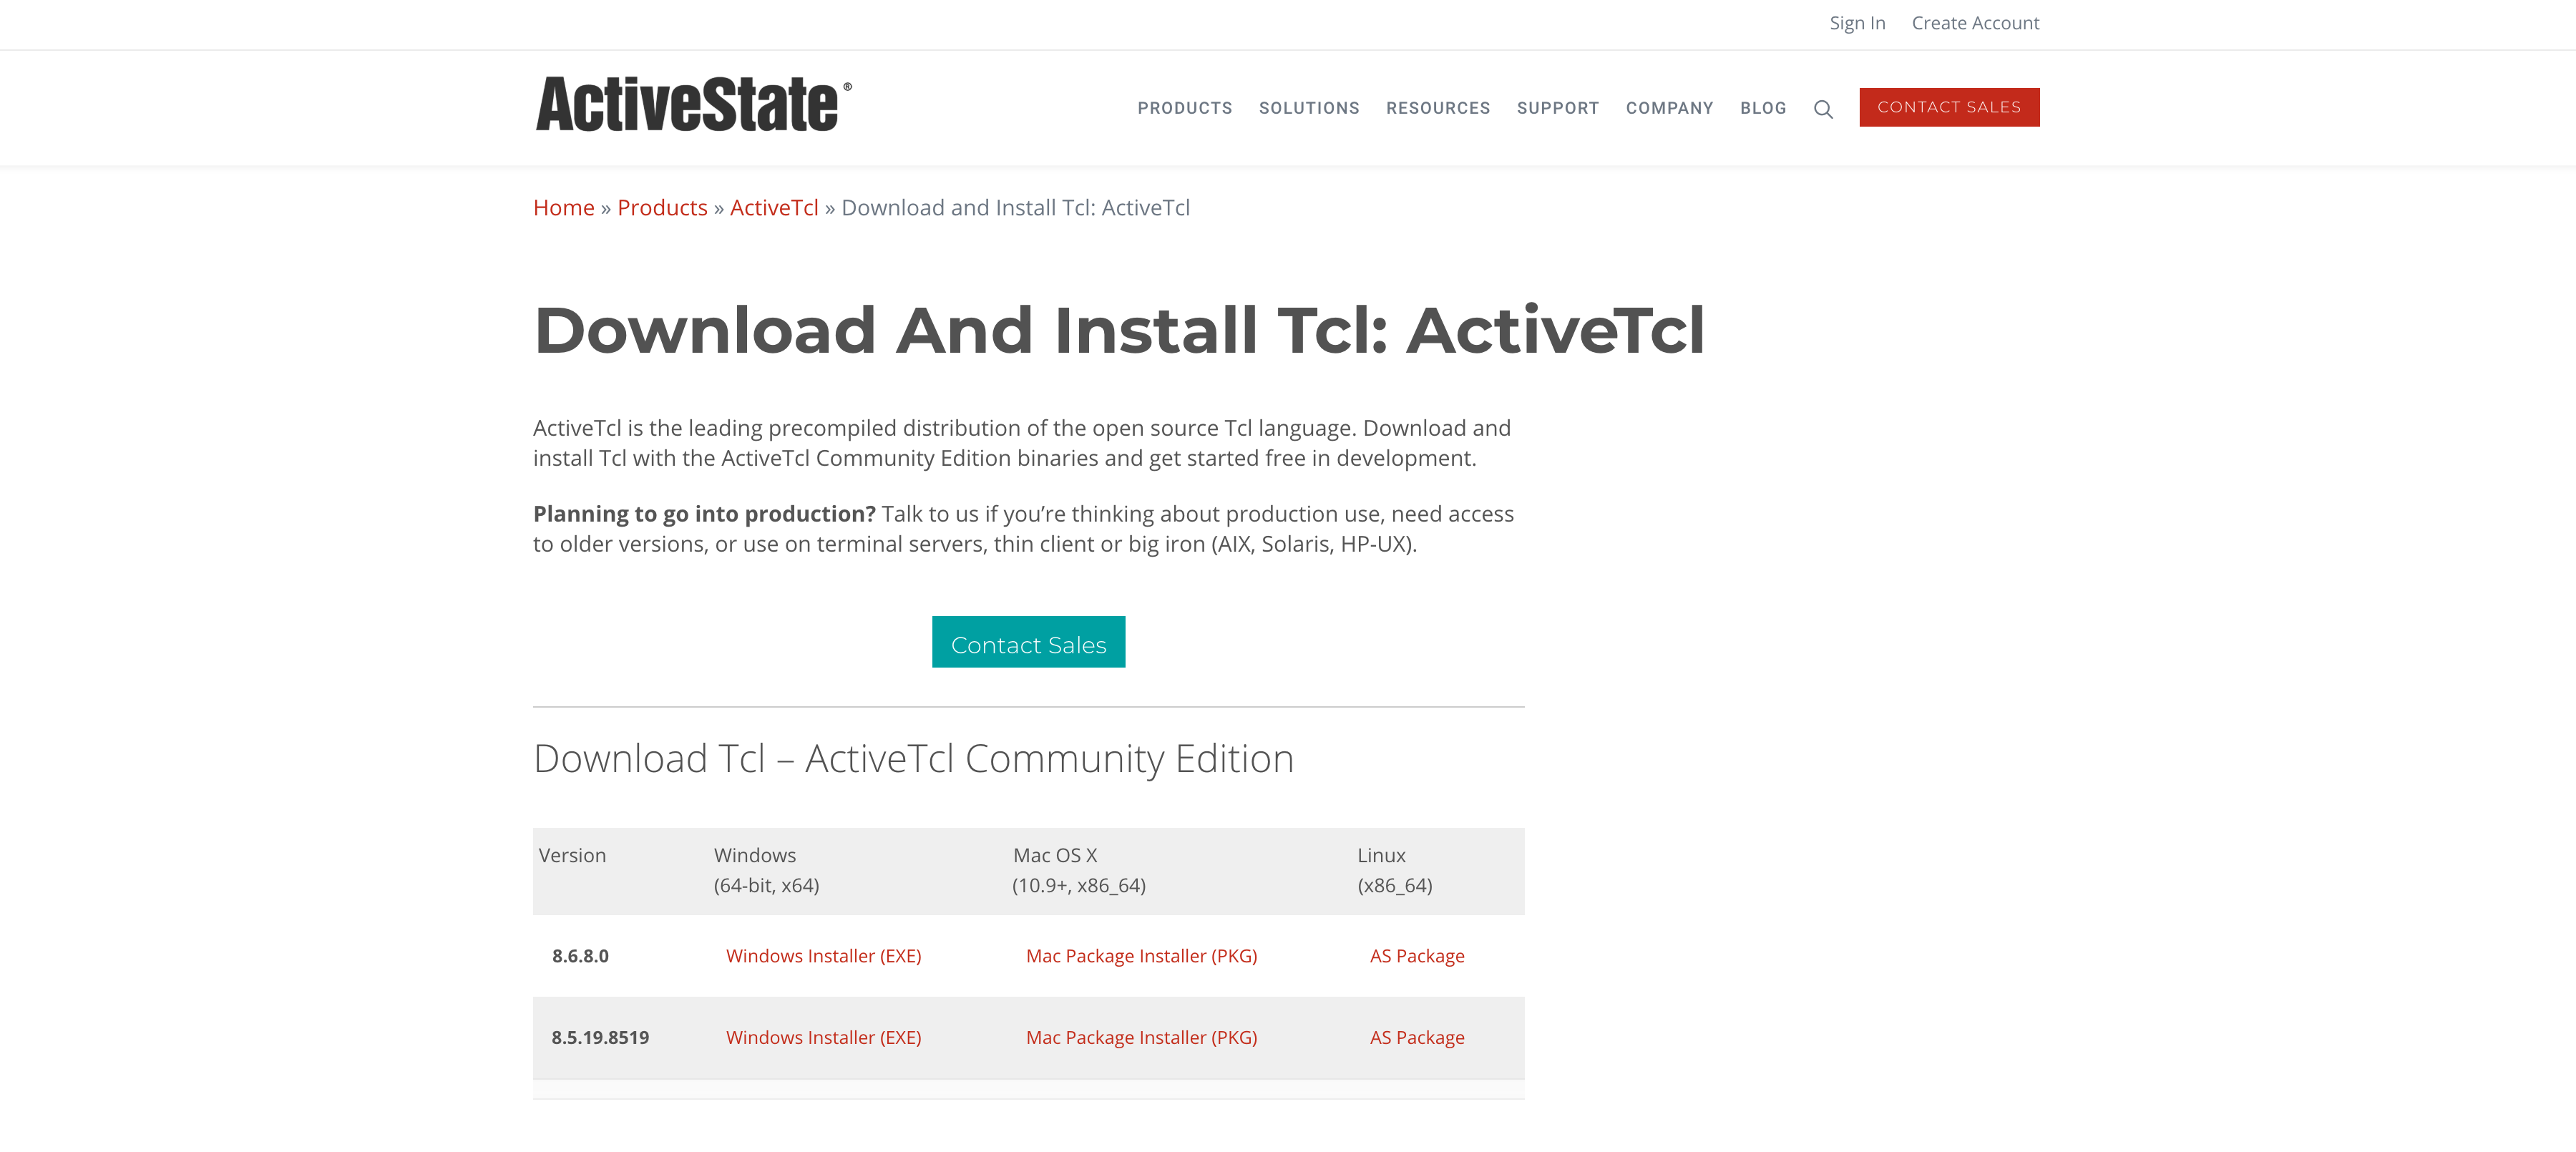 Sign In Create Account
ActiveState®
PRODUCTS SOLUTIONS RESOURCES SUPPORT COMPANY BLOG CONTACT SALES
Home » Products » ActiveTcl » Download and Install Tcl: ActiveTcl
Download And Install Tcl: ActiveTcl
ActiveTcl is the leading precompiled distribution of the open source Tcl language. Download and
install Tcl with the ActiveTcl Community Edition binaries and get started free in development.
Planning to go into production? Talk to us if you’re thinking about production use, need access
to older versions, or use on terminal servers, thin client or big iron (AIX, Solaris, HP-UX).
Contact Sales
Download Tcl – ActiveTcl Community Edition
Version Windows Mac OS X Linux
(64-bit, x64) (10.9+, x86_64) (x86_64)
8.6.8.0 Windows Installer (EXE) Mac Package Installer (PKG) AS Package
8.5.19.8519 Windows Installer (EXE) Mac Package Installer (PKG) AS Package